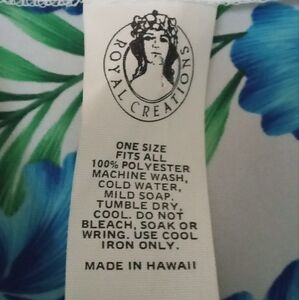 ROYAL CREATIONS
ONE SIZE
FITS ALL
100% POLYESTER
MACHINE WASH,
COLD WATER,
MILD SOAP.
TUMBLE DRY.
COOL. DO NOT
BLEACH, SOAK OR
WRING. USE COOL
IRON ONLY.
MADE IN HAWAII